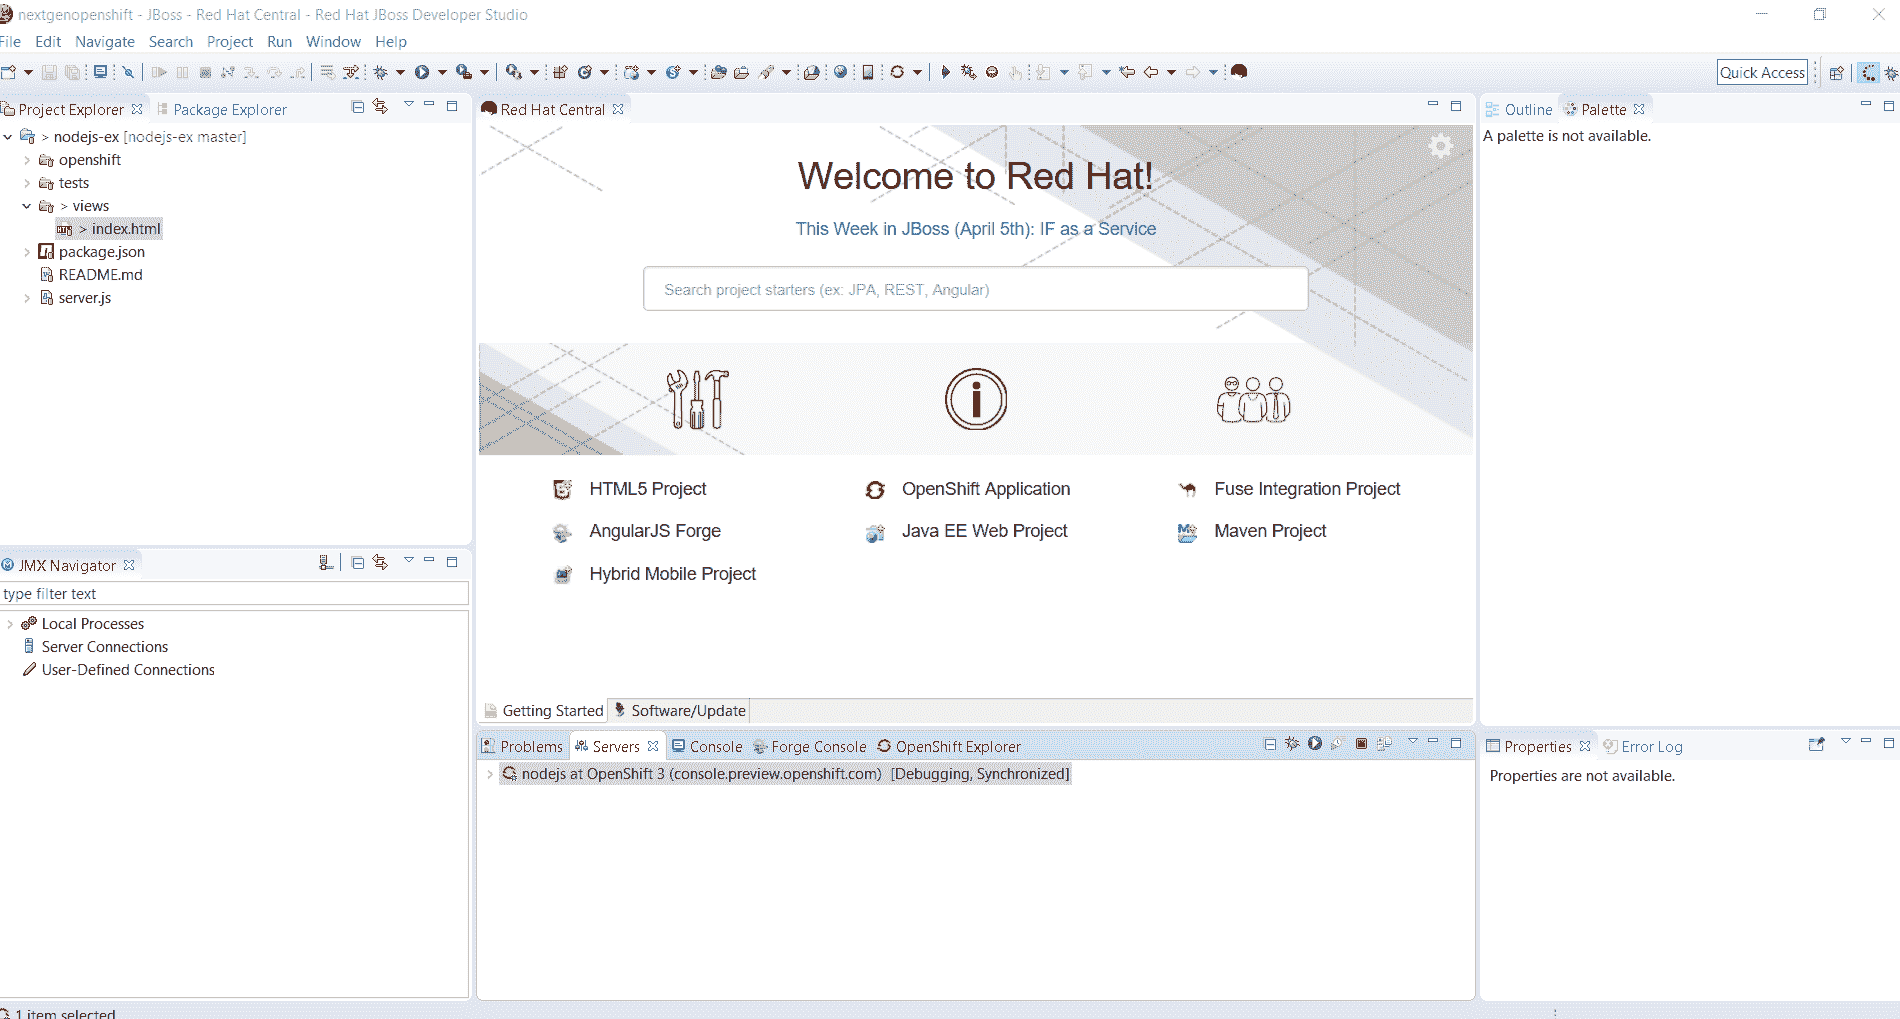 nextgenopenshift - JBoss - Red Hat Central - Red Hat JBoss Developer Studio
File Edit Navigate Search Project Run Window Help
Quick Access
Project Explorer Package Explorer
> nodejs-ex [nodejs-ex master]
openshift
tests
> views
> index.html
package.json
README.md
server.js
JMX Navigator
type filter text
Local Processes
Server Connections
User-Defined Connections
Red Hat Central
Welcome to Red Hat!
This Week in JBoss (April 5th): IF as a Service
Search project starters (ex: JPA, REST, Angular)
HTML5 Project OpenShift Application Fuse Integration Project
AngularJS Forge Java EE Web Project Maven Project
Hybrid Mobile Project
Getting Started Software/Update
Problems Servers Console Forge Console OpenShift Explorer
nodejs at OpenShift 3 (console.preview.openshift.com) [Debugging, Synchronized]
Outline Palette
A palette is not available.
Properties Error Log
Properties are not available.
1 item selected